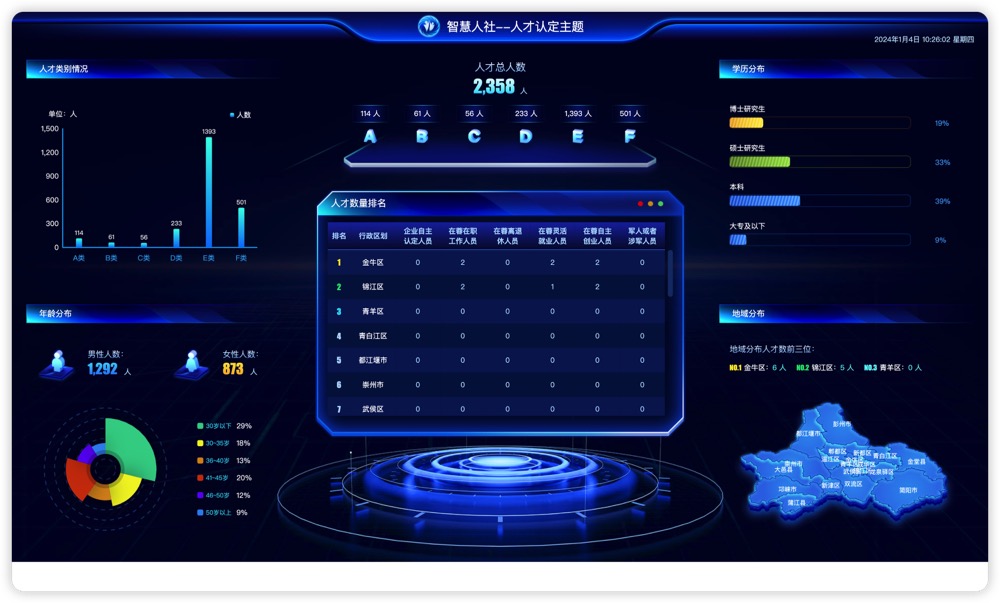 智慧人社--人才认定主题
2024年1月4日 10:26:02 星期四
人才类别情况
单位：人
人数
1,500
1,200
900
600
300
0
114
61
56
233
1393
501
A类
B类
C类
D类
E类
F类
人才总人数
2,358 人
114 人 61 人 56 人 233 人 1,393 人 501 人
A B C D E F
学历分布
博士研究生
19%
硕士研究生
33%
本科
39%
大专及以下
9%
人才数量排名
排名 行政区划 企业自主认定人员 在蓉在职工作人员 在蓉离退休人员 在蓉灵活就业人员 在蓉自主创业人员 军人或者涉军人员
1 金牛区 0 2 0 2 2 0
2 锦江区 0 2 0 1 2 0
3 青羊区 0 0 0 0 0 0
4 青白江区 0 0 0 0 0 0
5 都江堰市 0 0 0 0 0 0
6 崇州市 0 0 0 0 0 0
7 武侯区 0 0 0 0 0 0
年龄分布
男性人数：
1,292 人
女性人数：
873 人
30岁以下 29%
30-35岁 18%
36-40岁 13%
41-45岁 20%
46-50岁 12%
50岁以上 9%
地域分布
地域分布人才数前三位：
NO.1 金牛区：6 人 NO.2 锦江区：5 人 NO.3 青羊区：0 人
彭州市
都江堰市
郫都区
新都区
青白江区
金堂县
崇州市
温江区
大邑县
武侯区
龙泉驿区
新津区
双流区
邛崃市
简阳市
蒲江县